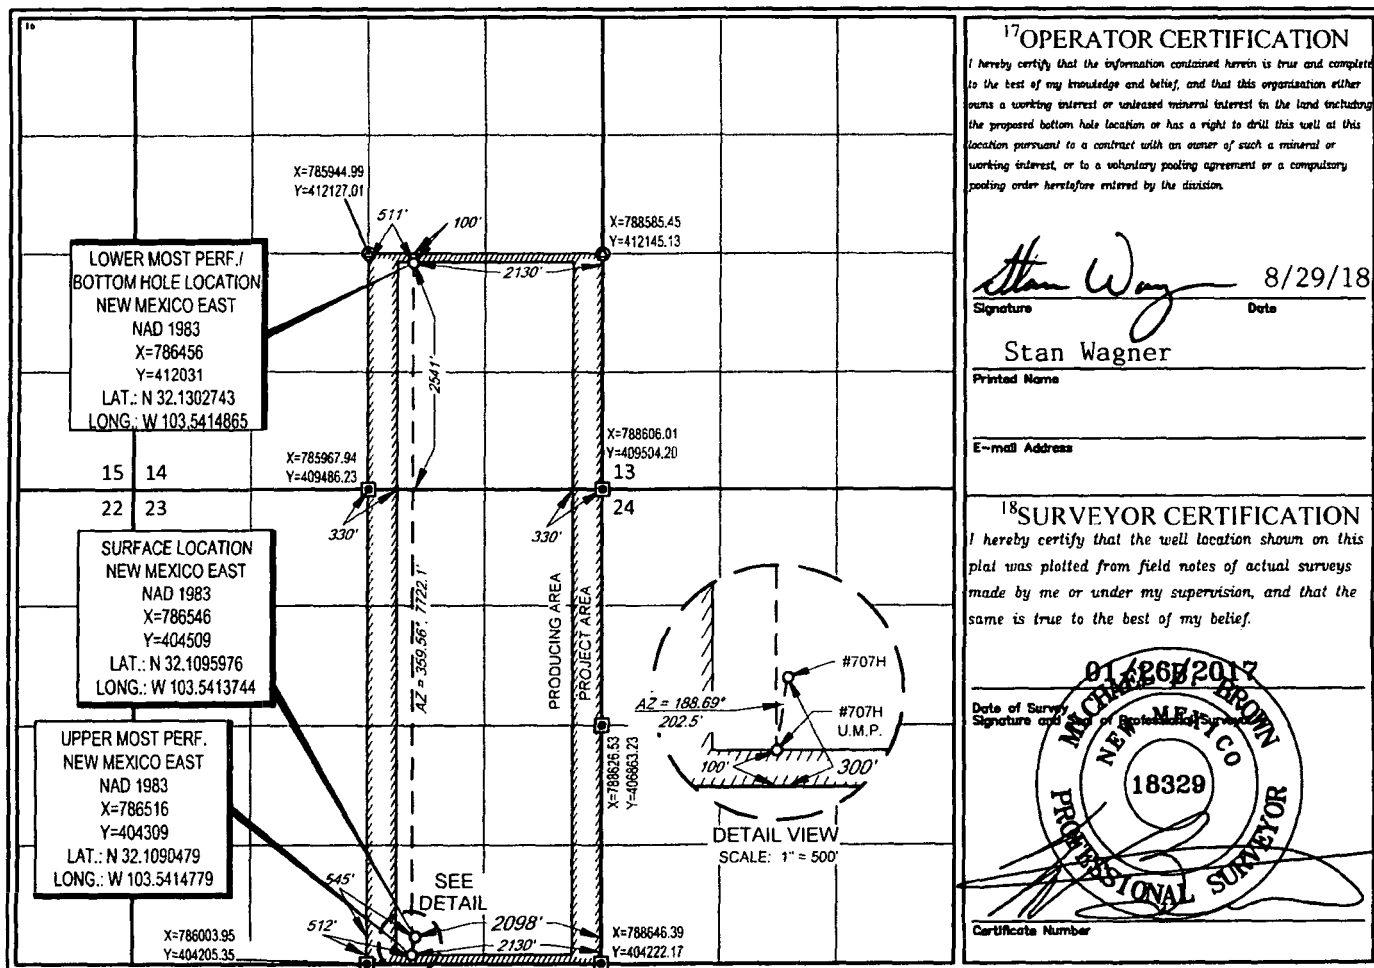 16
X=785944.99
Y=412127.01
511'
100'
X=788585.45
Y=412145.13
LOWER MOST PERF./
BOTTOM HOLE LOCATION
NEW MEXICO EAST
NAD 1983
X=786456
Y=412031
LAT.: N 32.1302743
LONG.: W 103.5414865
2130'
2541'
X=785967.94
Y=409486.23
X=788606.01
Y=409504.20
15 14
22 23
13
24
330'
330'
SURFACE LOCATION
NEW MEXICO EAST
NAD 1983
X=786546
Y=404509
LAT.: N 32.1095976
LONG.: W 103.5413744
AZ = 359.56°, 7722.1'
PRODUCING AREA
PROJECT AREA
X=788626.53
Y=406863.23
UPPER MOST PERF.
NEW MEXICO EAST
NAD 1983
X=786516
Y=404309
LAT.: N 32.1090479
LONG.: W 103.5414779
#707H
AZ = 188.69°
202.5'
#707H
U.M.P.
100'
300'
DETAIL VIEW
SCALE: 1" = 500'
SEE
DETAIL
545'
512'
2098'
2130'
X=786003.95
Y=404205.35
X=788646.39
Y=404222.17
17 OPERATOR CERTIFICATION
I hereby certify that the information contained herein is true and complete
to the best of my knowledge and belief, and that this organization either
owns a working interest or unleased mineral interest in the land including
the proposed bottom hole location or has a right to drill this well at this
location pursuant to a contract with an owner of such a mineral or
working interest, or to a voluntary pooling agreement or a compulsory
pooling order heretofore entered by the division.
Stan Wagner 8/29/18
Signature Date
Stan Wagner
Printed Name
E-mail Address
18 SURVEYOR CERTIFICATION
I hereby certify that the well location shown on this
plat was plotted from field notes of actual surveys
made by me or under my supervision, and that the
same is true to the best of my belief.
01/26/2017
Date of Survey
Signature and Seal of Professional Surveyor
MICHAEL B. BROWN
NEW MEXICO
18329
PROFESSIONAL SURVEYOR
Certificate Number